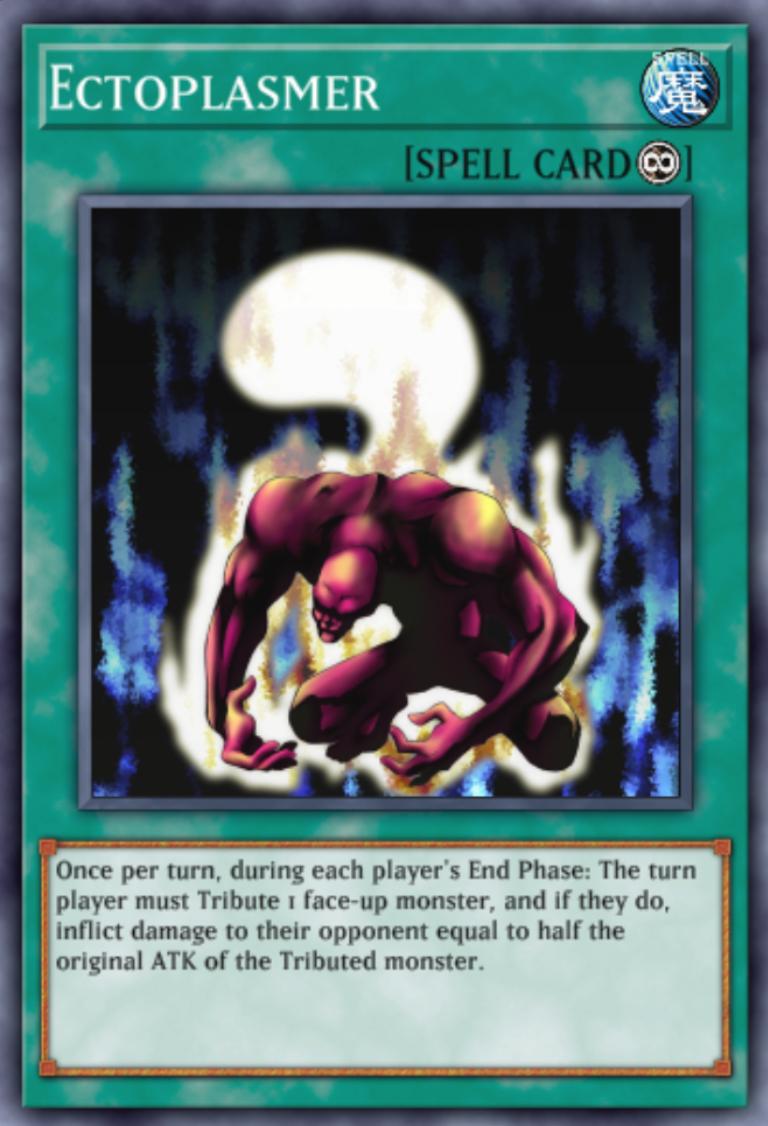 ECTOPLASMER
SPELL
魔
[SPELL CARD]
Once per turn, during each player's End Phase: The turn
player must Tribute 1 face-up monster, and if they do,
inflict damage to their opponent equal to half the
original ATK of the Tributed monster.